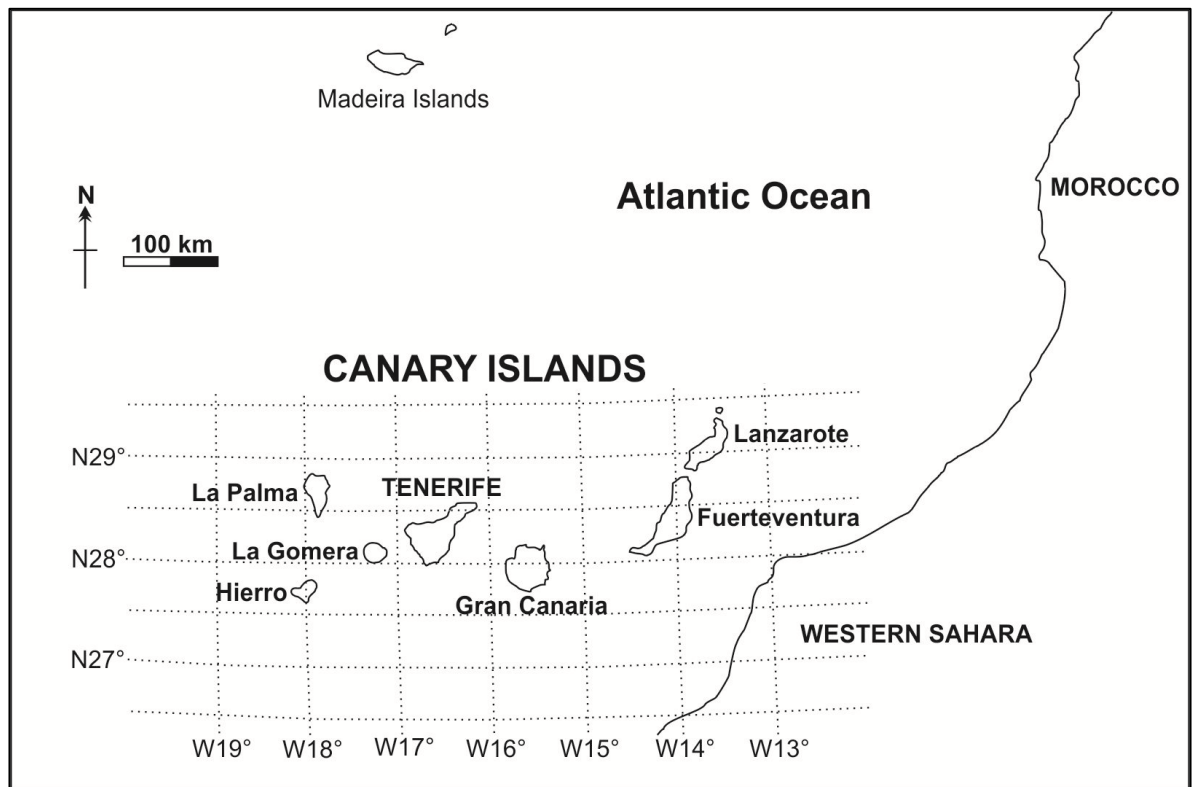 Madeira Islands
Atlantic Ocean
MOROCCO
N
100 km
CANARY ISLANDS
Lanzarote
N29°
La Palma
TENERIFE
Fuerteventura
La Gomera
N28°
Hierro
Gran Canaria
WESTERN SAHARA
N27°
W19° W18° W17° W16° W15° W14° W13°